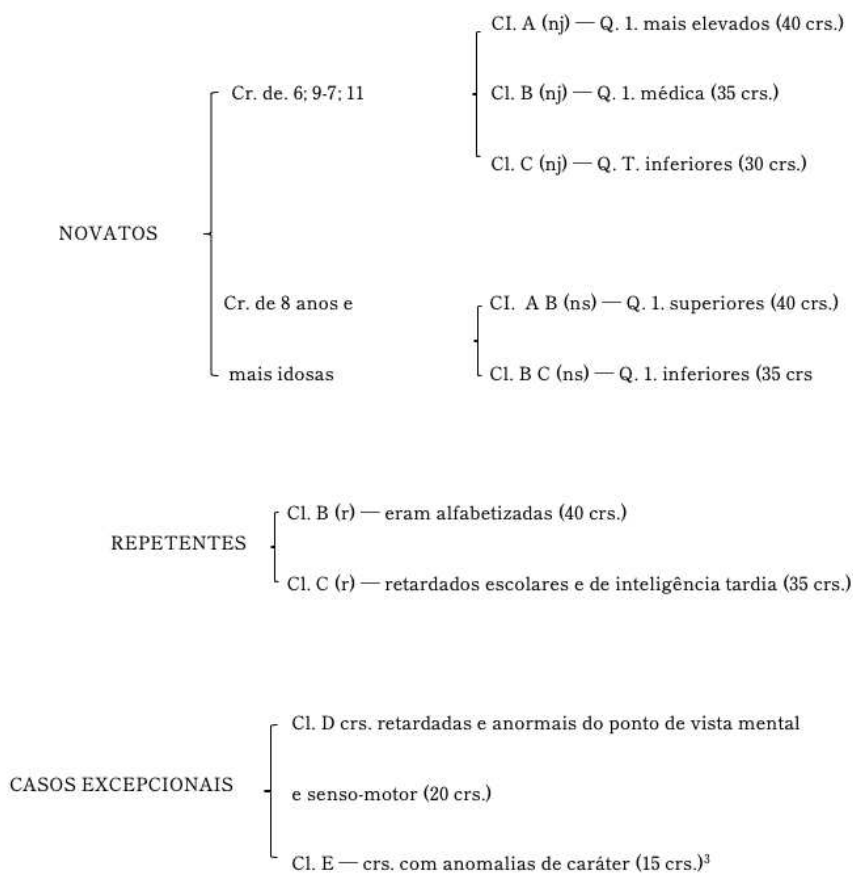 CI. A (nj) — Q. 1. mais elevados (40 crs.)
Cr. de. 6; 9-7; 11
Cl. B (nj) — Q. 1. médica (35 crs.)
Cl. C (nj) — Q. T. inferiores (30 crs.)
NOVATOS
Cr. de 8 anos e
CI. A B (ns) — Q. 1. superiores (40 crs.)
mais idosas
Cl. B C (ns) — Q. 1. inferiores (35 crs
Cl. B (r) — eram alfabetizadas (40 crs.)
REPETENTES
Cl. C (r) — retardados escolares e de inteligência tardia (35 crs.)
Cl. D crs. retardadas e anormais do ponto de vista mental
CASOS EXCEPCIONAIS
e senso-motor (20 crs.)
Cl. E — crs. com anomalias de caráter (15 crs.)³